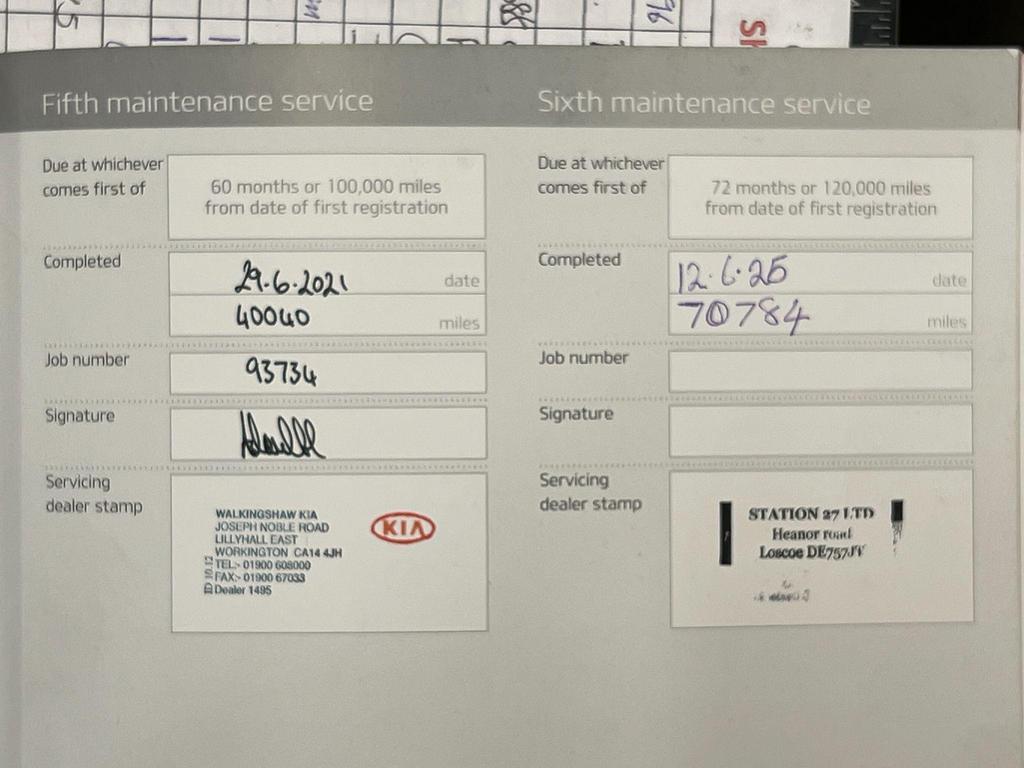 Fifth maintenance service
Due at whichever
comes first of
60 months or 100,000 miles
from date of first registration
Completed
29.6.2021 date
40040 miles
Job number
93734
Signature
Servicing
dealer stamp
WALKINGSHAW KIA
JOSEPH NOBLE ROAD
LILLYHALL EAST
WORKINGTON CA14 4JH
TEL:- 01900 608000
FAX:- 01900 67033
Dealer 1495
ID 10.12
KIA
Sixth maintenance service
Due at whichever
comes first of
72 months or 120,000 miles
from date of first registration
Completed
12.6.25 date
70784 miles
Job number
Signature
Servicing
dealer stamp
STATION 27 LTD
Heanor road
Loscoe DE757JY